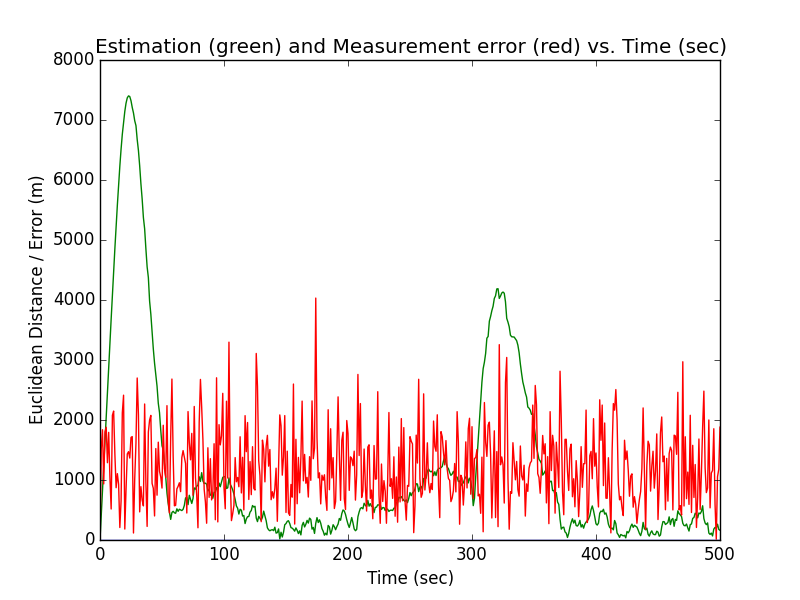 Estimation (green) and Measurement error (red) vs. Time (sec)
8000
7000
6000
5000
4000
3000
2000
1000
0
Euclidean Distance / Error (m)
0 100 200 300 400 500
Time (sec)